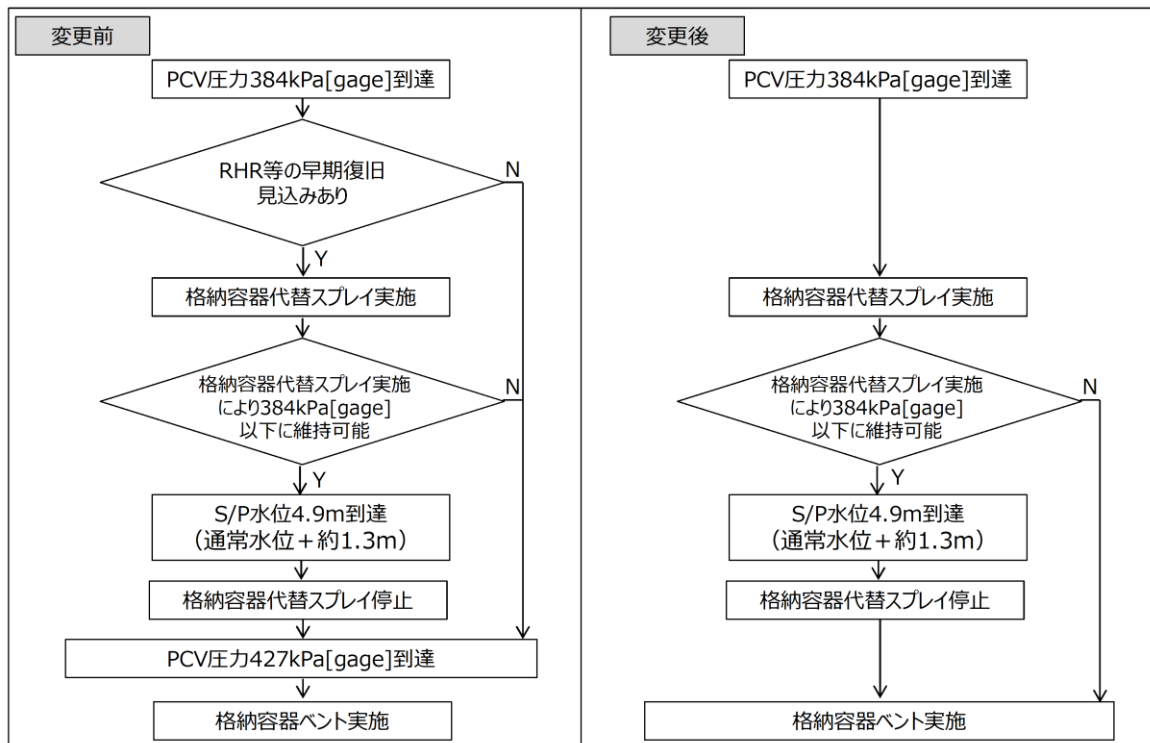 変更前
PCV圧力384kPa[gage]到達
RHR等の早期復旧
見込みあり
N
Y
格納容器代替スプレイ実施
格納容器代替スプレイ実施
により384kPa[gage]
以下に維持可能
N
Y
S/P水位4.9m到達
（通常水位＋約1.3m）
格納容器代替スプレイ停止
PCV圧力427kPa[gage]到達
格納容器ベント実施
変更後
PCV圧力384kPa[gage]到達
格納容器代替スプレイ実施
格納容器代替スプレイ実施
により384kPa[gage]
以下に維持可能
N
Y
S/P水位4.9m到達
（通常水位＋約1.3m）
格納容器代替スプレイ停止
格納容器ベント実施